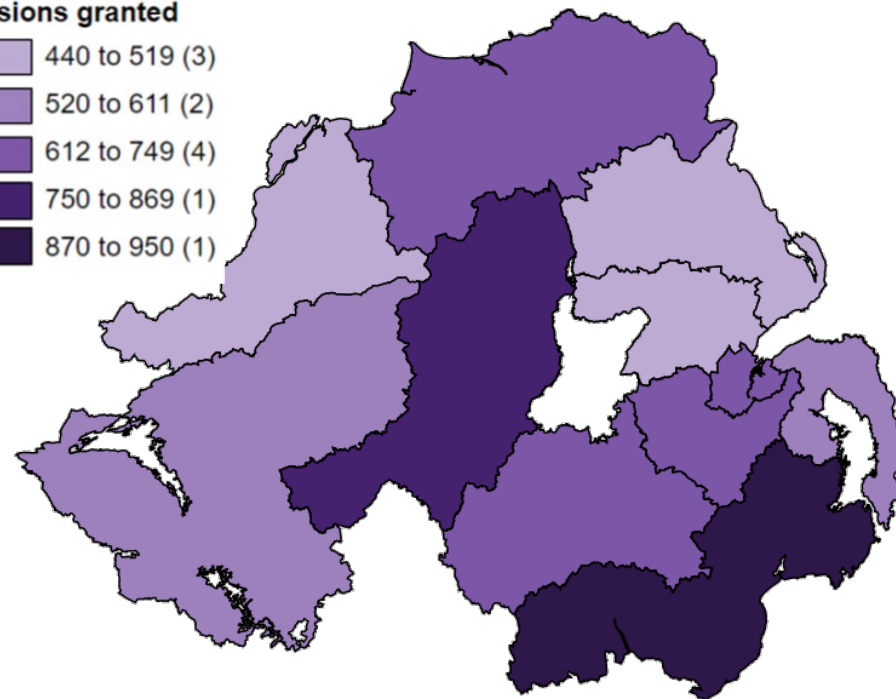 sions granted
440 to 519 (3)
520 to 611 (2)
612 to 749 (4)
750 to 869 (1)
870 to 950 (1)